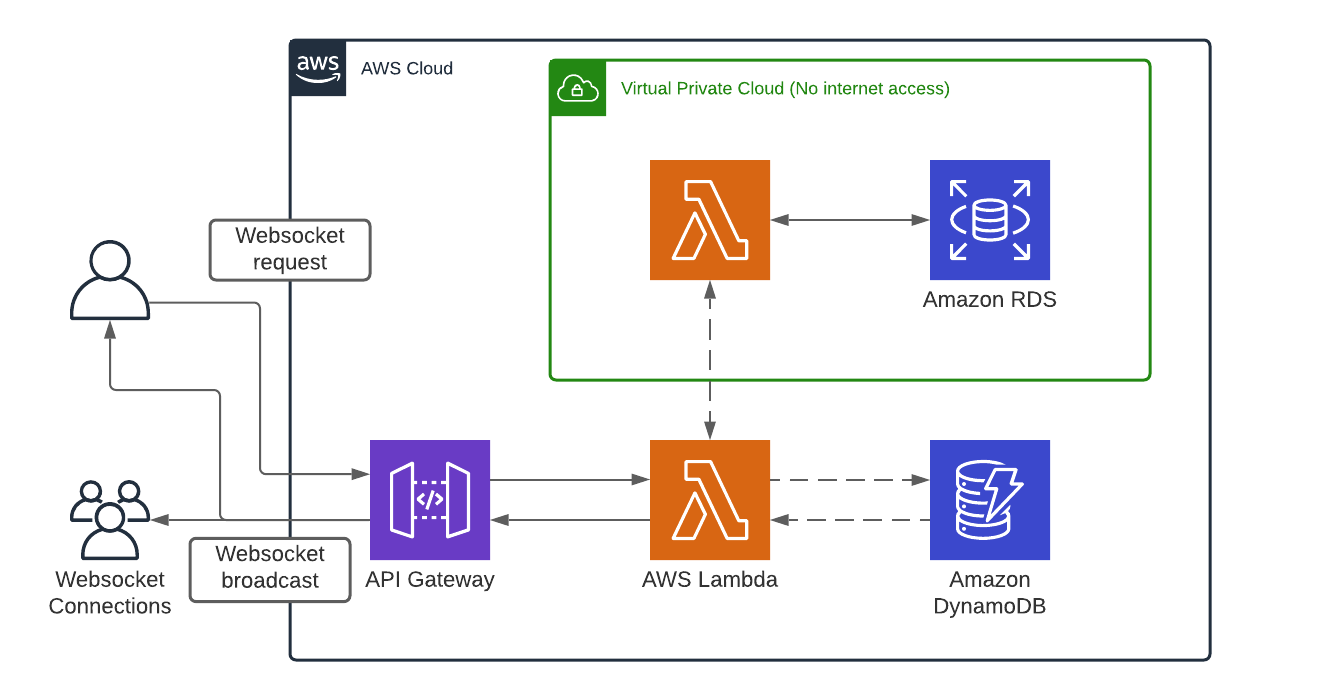 aws
AWS Cloud
Virtual Private Cloud (No internet access)
Websocket
request
Amazon RDS
</>
Websocket
Connections
Websocket
broadcast
API Gateway
AWS Lambda
Amazon
DynamoDB